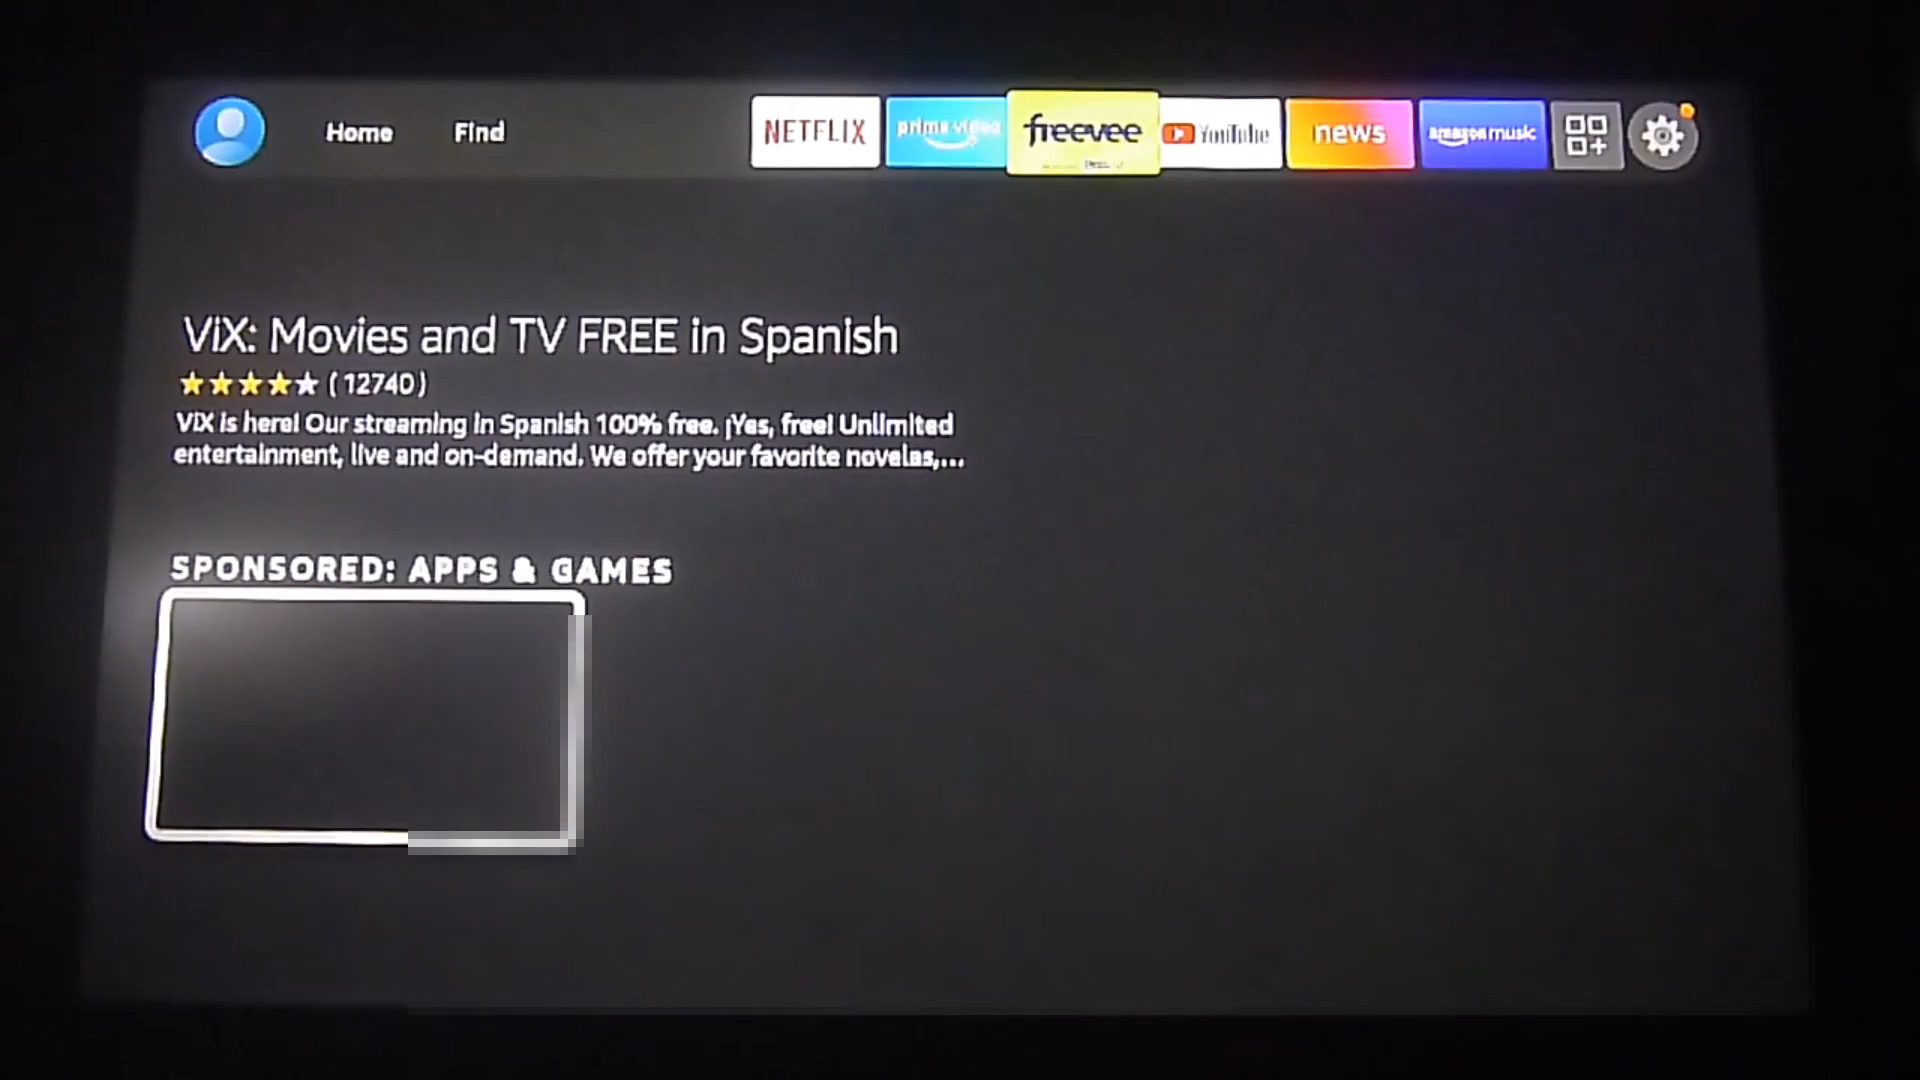 Home
Find
NETFLIX
prime video
freevee
YouTube
news
amazon music
ViX: Movies and TV FREE in Spanish
(12740)
ViX is here! Our streaming in Spanish 100% free. ¡Yes, free! Unlimited
entertainment, live and on-demand. We offer your favorite novelas,...
SPONSORED: APPS & GAMES